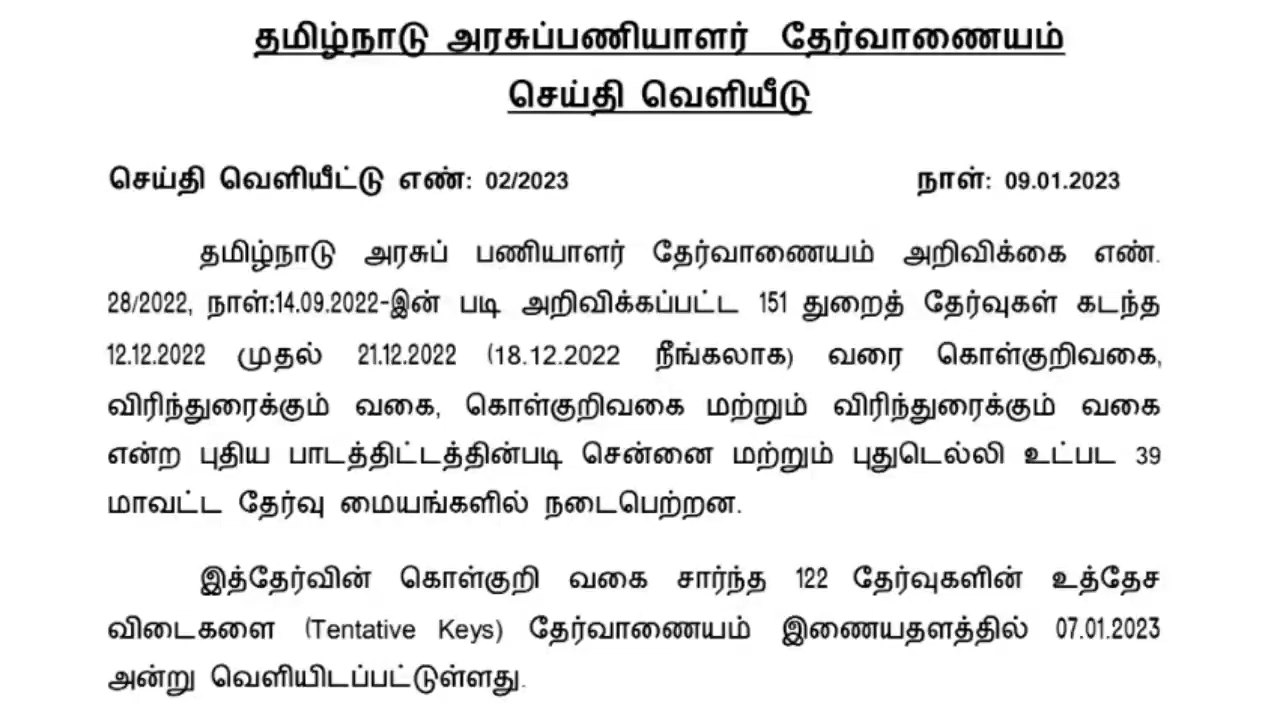 தமிழ்நாடு அரசுப்பணியாளர் தேர்வாணையம்
செய்தி வெளியீடு
செய்தி வெளியீட்டு எண்: 02/2023 நாள்: 09.01.2023
தமிழ்நாடு அரசுப் பணியாளர் தேர்வாணையம் அறிவிக்கை எண்.
28/2022, நாள்:14.09.2022-இன் படி அறிவிக்கப்பட்ட 151 துறைத் தேர்வுகள் கடந்த
12.12.2022 முதல் 21.12.2022 (18.12.2022 நீங்கலாக) வரை கொள்குறிவகை,
விரிந்துரைக்கும் வகை, கொள்குறிவகை மற்றும் விரிந்துரைக்கும் வகை
என்ற புதிய பாடத்திட்டத்தின்படி சென்னை மற்றும் புதுடெல்லி உட்பட 39
மாவட்ட தேர்வு மையங்களில் நடைபெற்றன.
இத்தேர்வின் கொள்குறி வகை சார்ந்த 122 தேர்வுகளின் உத்தேச
விடைகளை (Tentative Keys) தேர்வாணையம் இணையதளத்தில் 07.01.2023
அன்று வெளியிடப்பட்டுள்ளது.